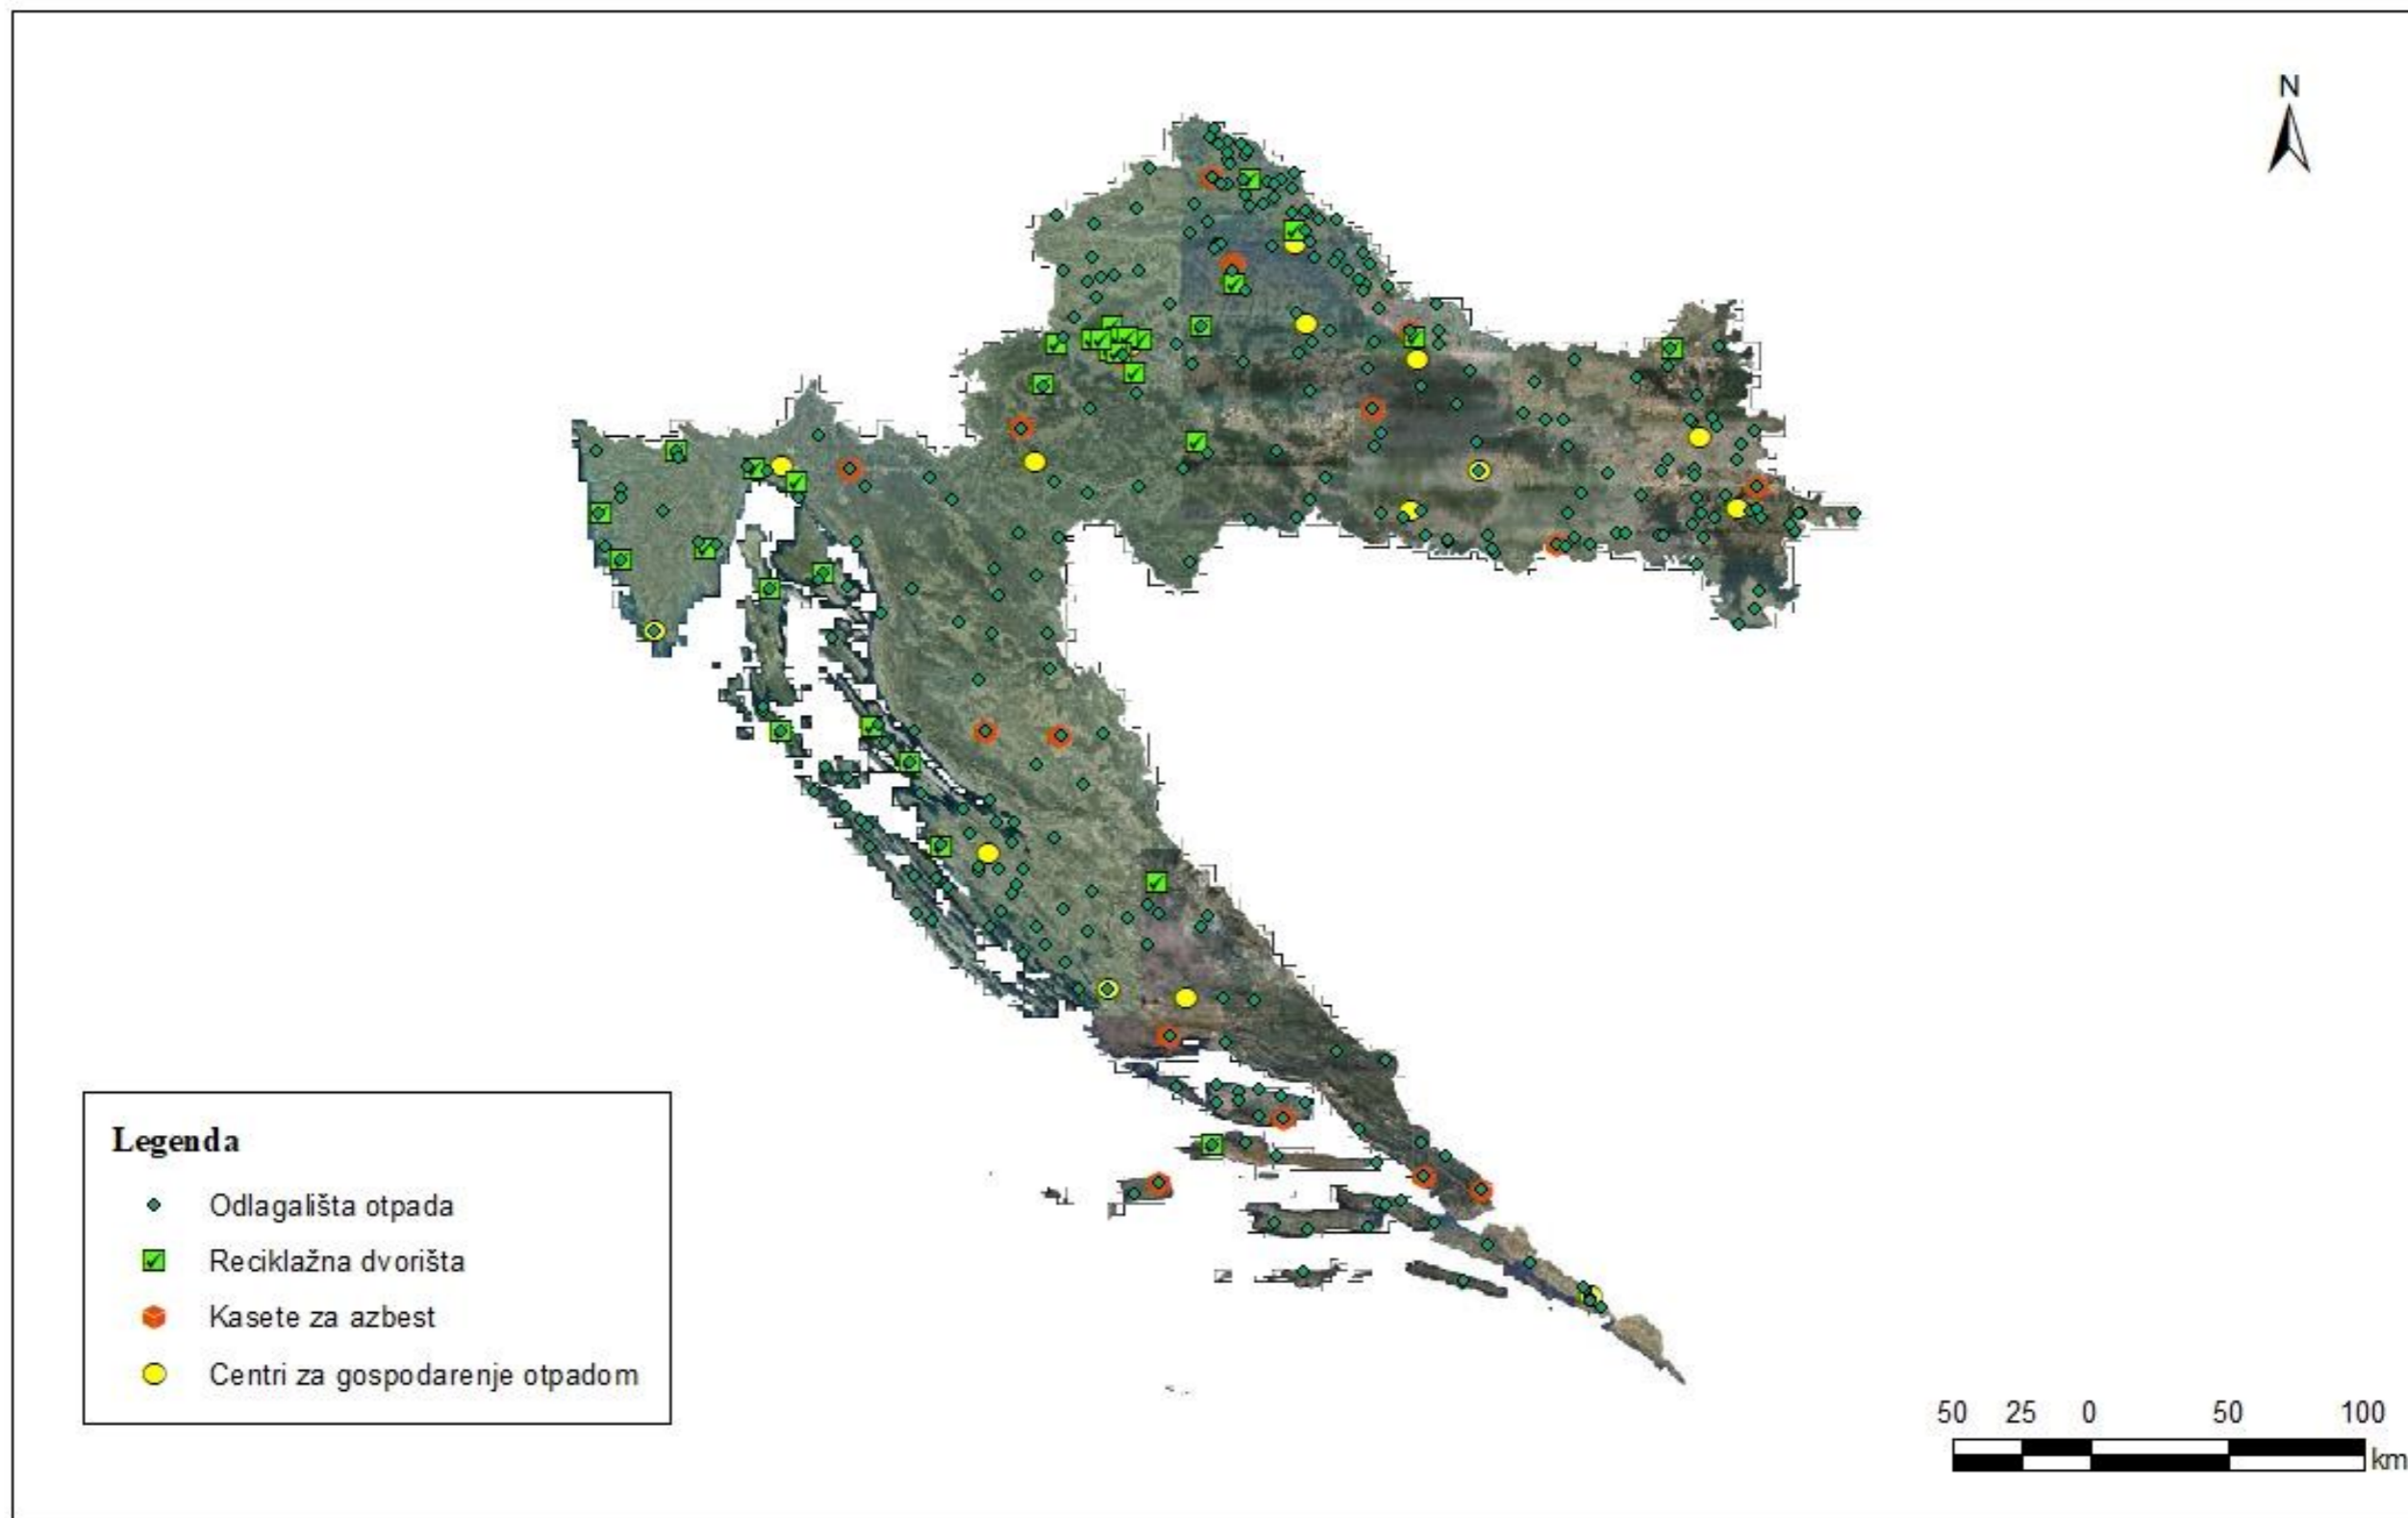 N
Legenda
Odlagališta otpada
Reciklažna dvorišta
Kasete za azbest
Centri za gospodarenje otpadom
50 25 0 50 100
km